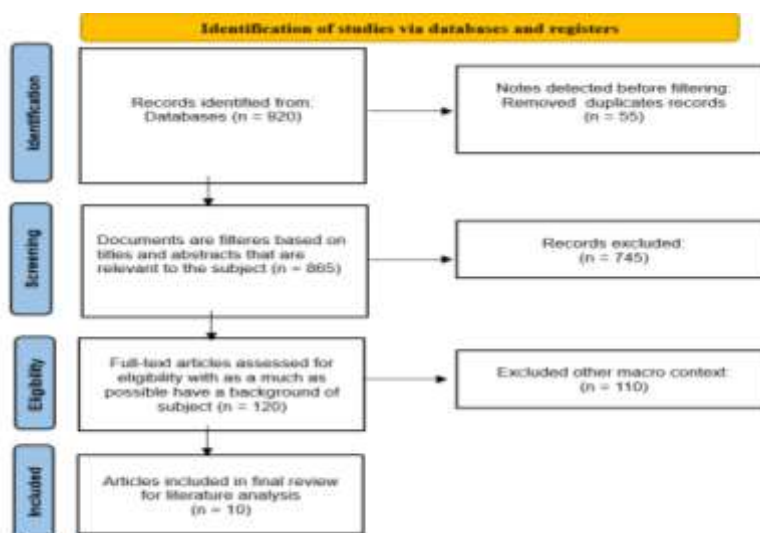 Identification of studies via databases and registers
Identification
Records identified from:
Databases (n = 920)
Notes detected before filtering:
Removed duplicates records
(n = 55)
Screening
Documents are filteres based on
titles and abstracts that are
relevant to the subject (n = 865)
Records excluded:
(n = 745)
Eligibility
Full-text articles assessed for
eligibility with as a much as
possible have a background of
subject (n = 120)
Excluded other macro context:
(n = 110)
Included
Articles included in final review
for literature analysis
(n = 10)